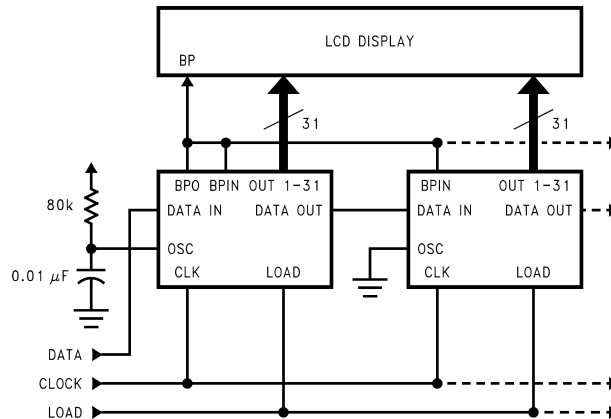 LCD DISPLAY
BP
31
31
BPO BPIN OUT 1-31
BPIN OUT 1-31
80k
DATA IN DATA OUT
DATA IN DATA OUT
OSC
OSC
0.01 μF
CLK LOAD
CLK LOAD
DATA
CLOCK
LOAD